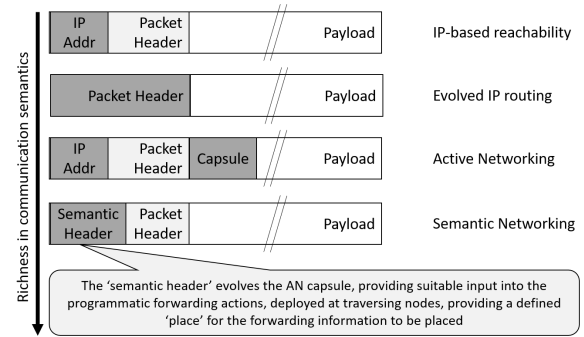 IP
Addr
Packet
Header
Payload
IP-based reachability
Packet Header
Payload
Evolved IP routing
IP
Addr
Packet
Header
Capsule
Payload
Active Networking
Semantic
Header
Packet
Header
Payload
Semantic Networking
Richness in communication semantics
The ‘semantic header’ evolves the AN capsule, providing suitable input into the
programmatic forwarding actions, deployed at traversing nodes, providing a defined
‘place’ for the forwarding information to be placed